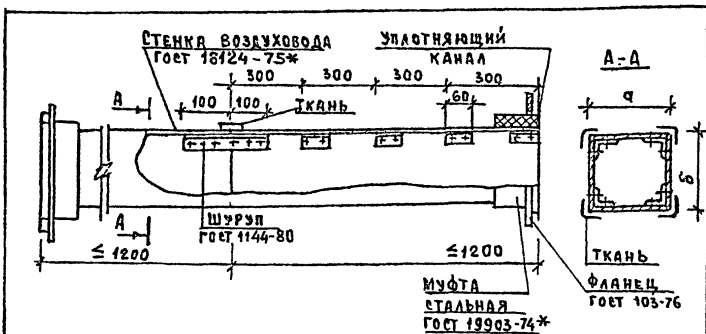 СТЕНКА ВОЗДУХОВОДА
ГОСТ 18124-75*
УПЛОТНЯЮЩИЙ
КАНАЛ
А-А
300 300 300 300
А
100 100
ТКАНЬ
60
а
б
ШУРУП
ГОСТ 1144-80
А
≤1200 ≤1200
ТКАНЬ
МУФТА
СТАЛЬНАЯ
ГОСТ 19903-74*
ФЛАНЕЦ
ГОСТ 103-76